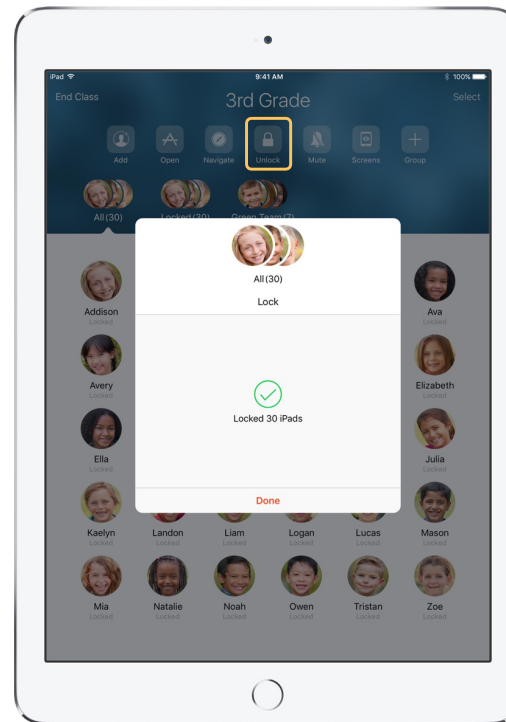 iPad 9:41 AM 100%
End Class 3rd Grade Select
Add Open Navigate Unlock Mute Screens Group
All (30) Locked (30) Green Team (7)
All (30)
Lock
Addison Ava
Locked Locked
Avery Elizabeth
Locked Locked
Locked 30 iPads
Ella Julia
Locked Locked
Done
Kaelyn Landon Liam Logan Lucas Mason
Locked Locked Locked Locked Locked Locked
Mia Natalie Noah Owen Tristan Zoe
Locked Locked Locked Locked Locked Locked